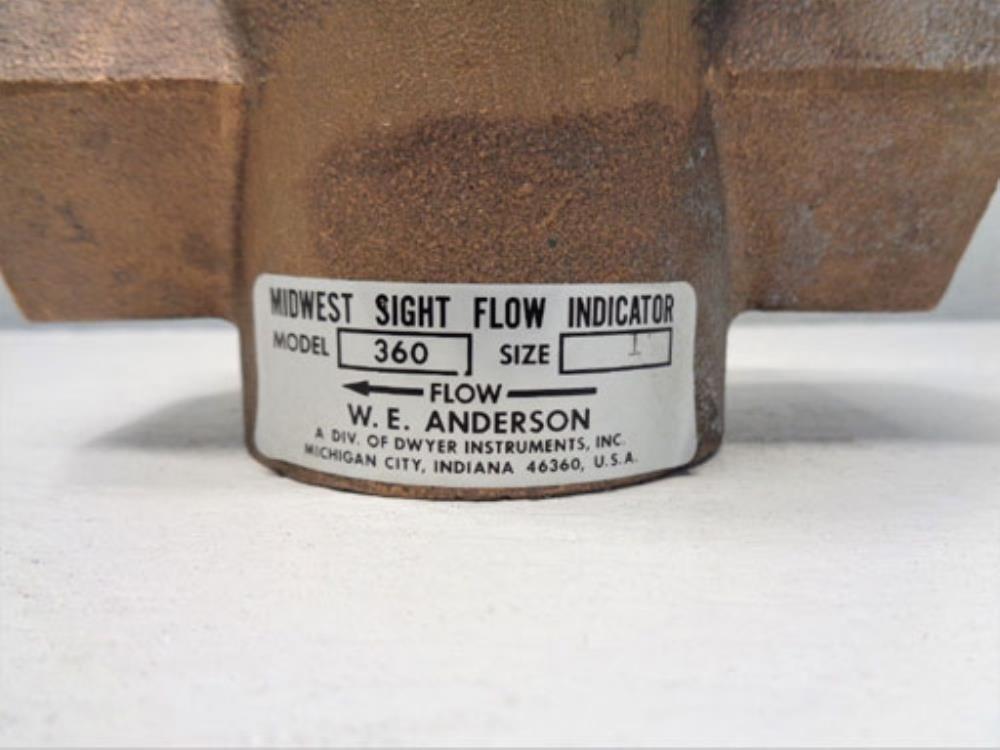 MIDWEST SIGHT FLOW INDICATOR
MODEL 360 SIZE 1"
FLOW
W. E. ANDERSON
A DIV. OF DWYER INSTRUMENTS, INC.
MICHIGAN CITY, INDIANA 46360, U.S.A.